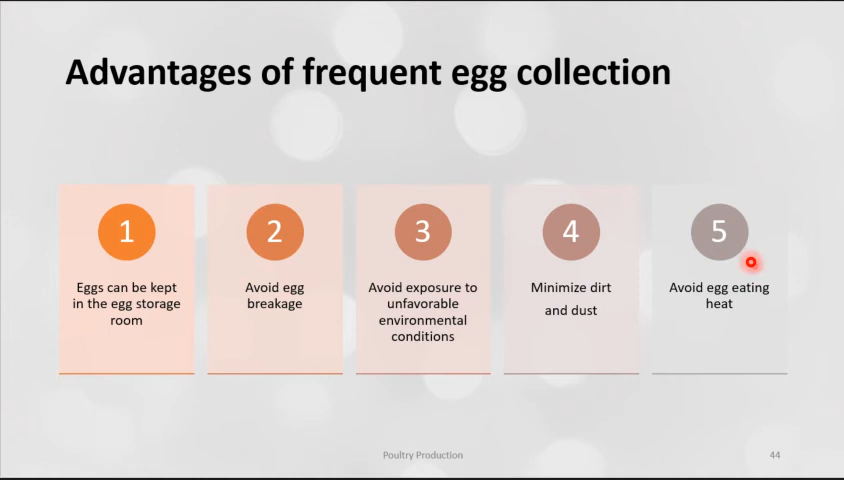 Advantages of frequent egg collection
1
Eggs can be kept
in the egg storage
room
2
Avoid egg
breakage
3
Avoid exposure to
unfavorable
environmental
conditions
4
Minimize dirt
and dust
5
Avoid egg eating
heat
Poultry Production
44